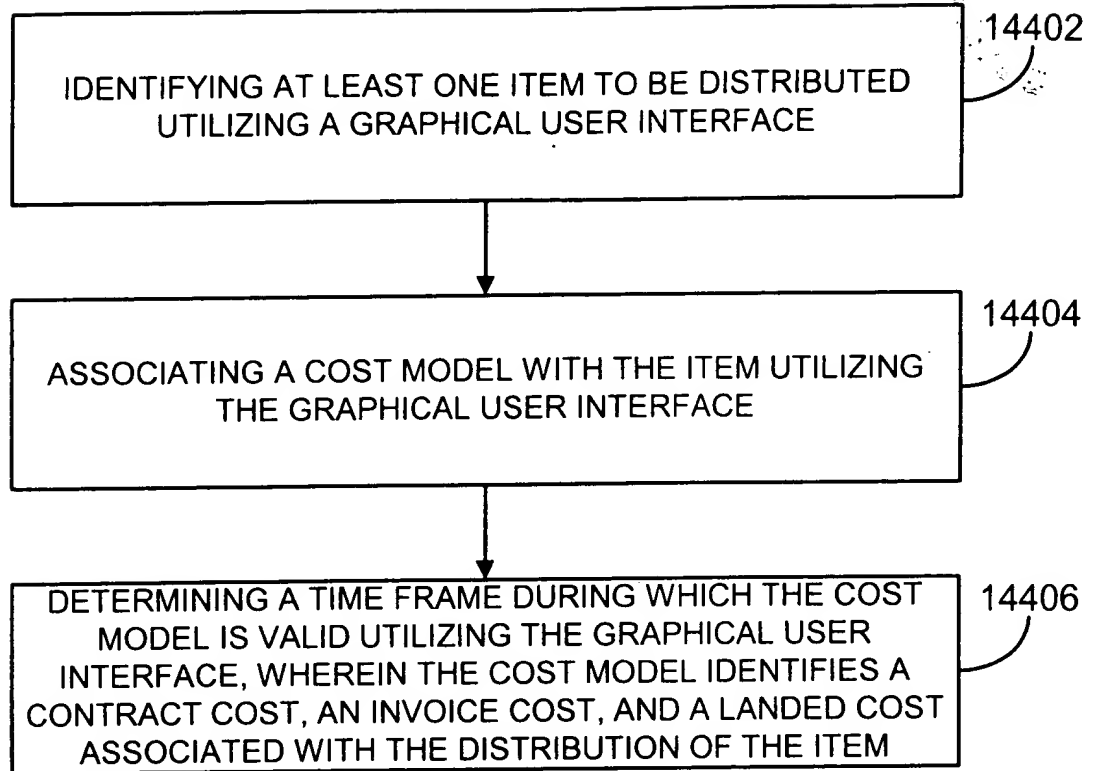 14402
IDENTIFYING AT LEAST ONE ITEM TO BE DISTRIBUTED
UTILIZING A GRAPHICAL USER INTERFACE
14404
ASSOCIATING A COST MODEL WITH THE ITEM UTILIZING
THE GRAPHICAL USER INTERFACE
14406
DETERMINING A TIME FRAME DURING WHICH THE COST
MODEL IS VALID UTILIZING THE GRAPHICAL USER
INTERFACE, WHEREIN THE COST MODEL IDENTIFIES A
CONTRACT COST, AN INVOICE COST, AND A LANDED COST
ASSOCIATED WITH THE DISTRIBUTION OF THE ITEM